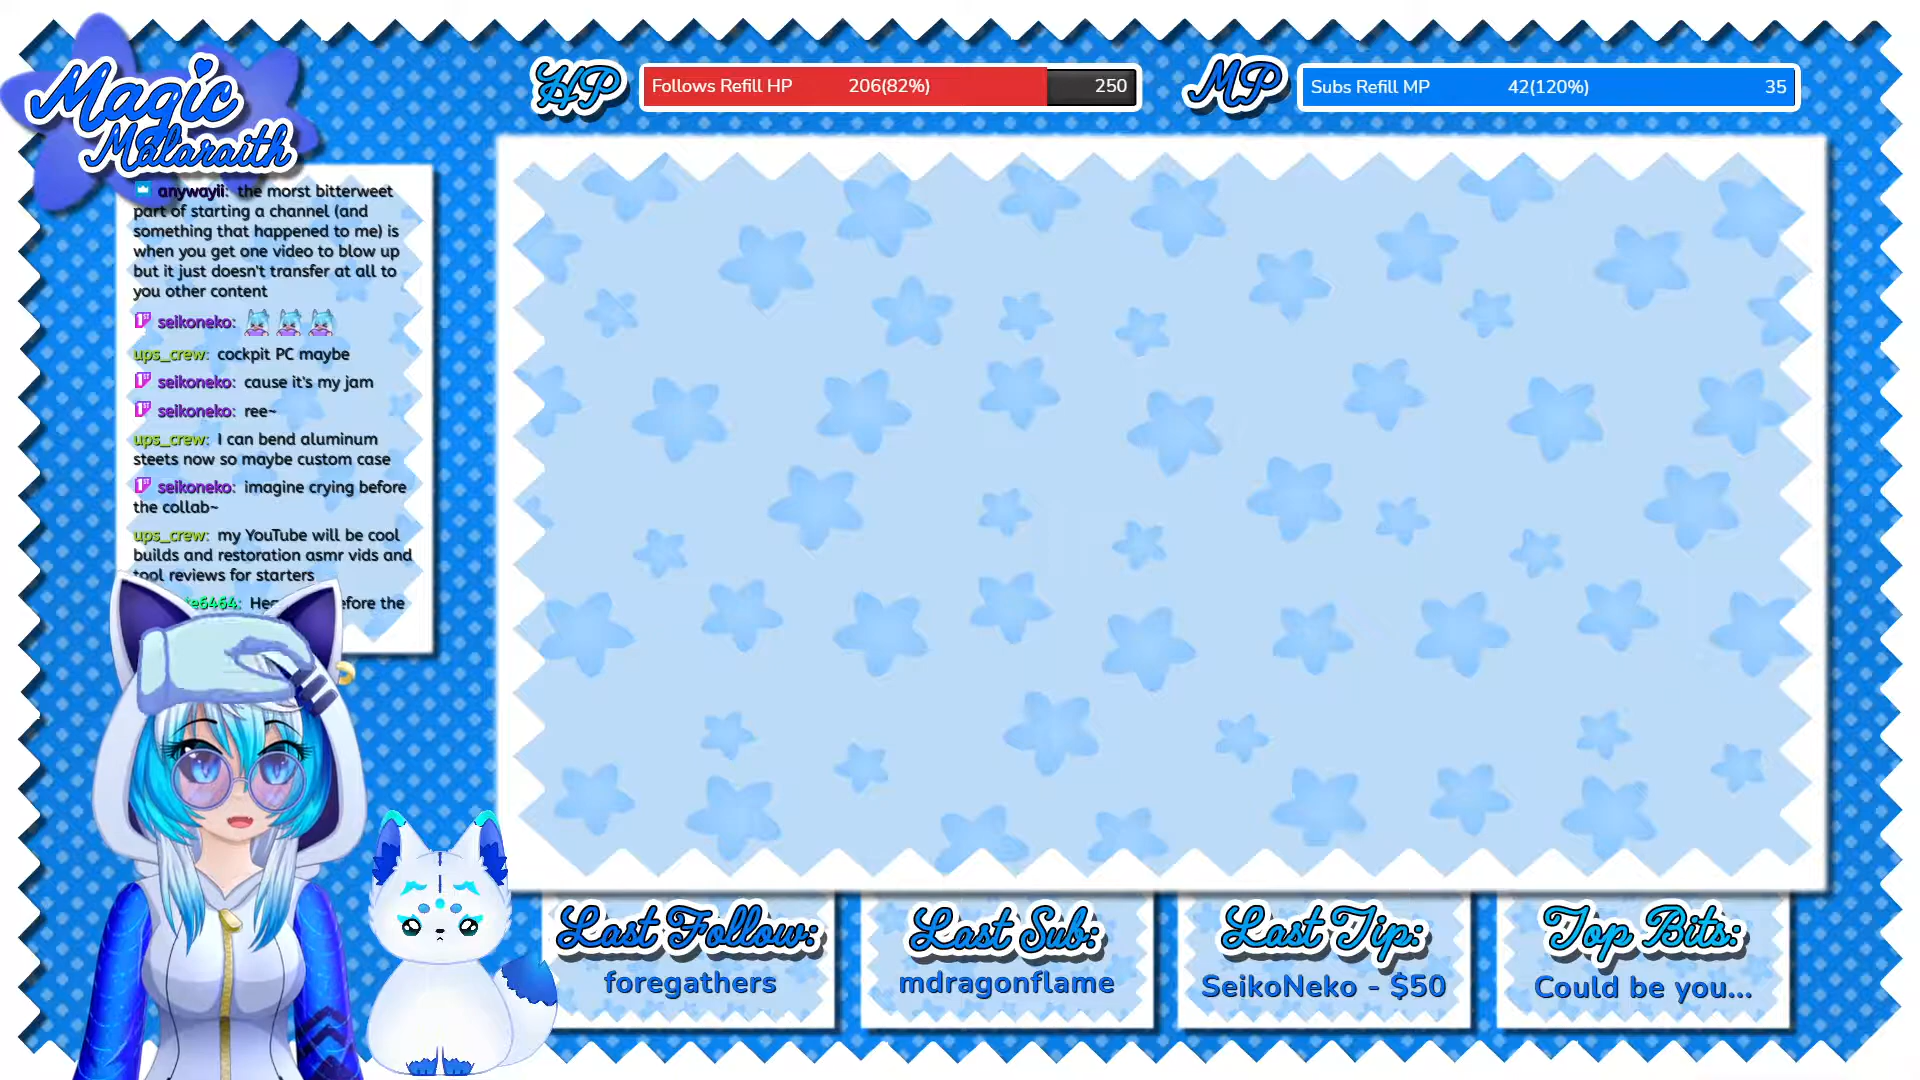 Magic
Malaraith
HP
Follows Refill HP 206(82%) 250
MP
Subs Refill MP 42(120%) 35
anywayii: the morst bitterweet
part of starting a channel (and
something that happened to me) is
when you get one video to blow up
but it just doesn't transfer at all to
you other content
seikoneko:
ups_crew: cockpit PC maybe
seikoneko: cause it's my jam
seikoneko: ree~
ups_crew: I can bend aluminum
steets now so maybe custom case
seikoneko: imagine crying before
the collab~
ups_crew: my YouTube will be cool
builds and restoration asmr vids and
tool reviews for starters
the
Last Follow:
foregathers
Last Sub:
mdragonflame
Last Tip:
SeikoNeko - $50
Top Bits:
Could be you...